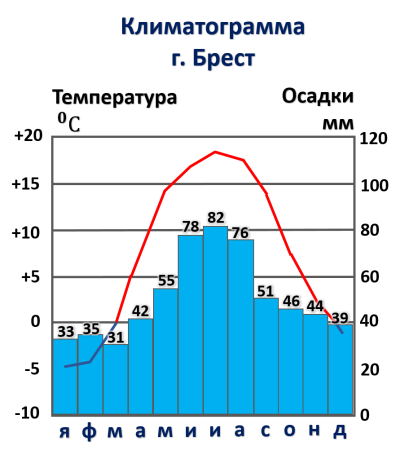 Климатограмма
г. Брест
Температура
⁰С
Осадки
мм
+20
+15
+10
+5
0
-5
-10
120
100
80
60
40
20
0
33 35 31 42 55 78 82 76 51 46 44 39
я ф м а м и и а с о н д